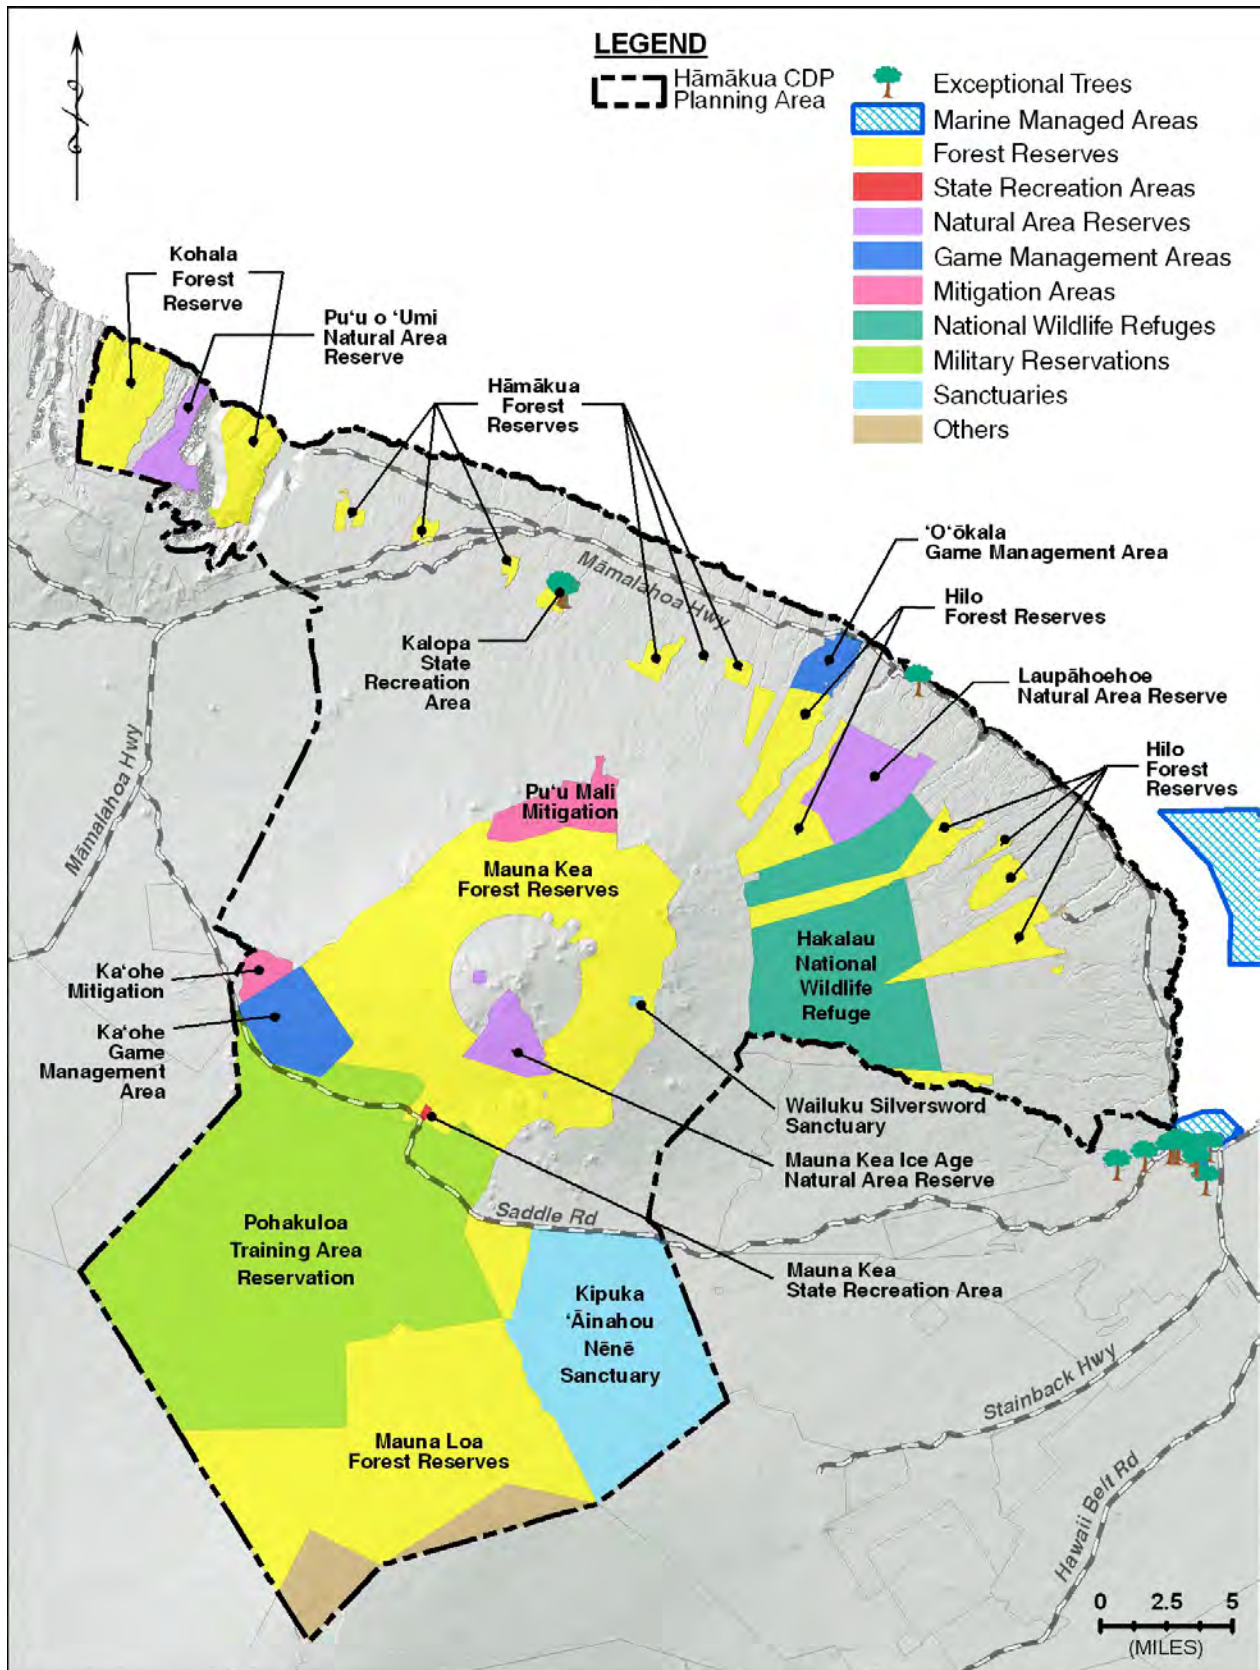 LEGEND
Hāmākua CDP
Planning Area
Exceptional Trees
Marine Managed Areas
Forest Reserves
State Recreation Areas
Natural Area Reserves
Game Management Areas
Mitigation Areas
National Wildlife Refuges
Military Reservations
Sanctuaries
Others
Kohala
Forest
Reserve
Pu‘u o ‘Umi
Natural Area
Reserve
Hāmākua
Forest
Reserves
‘O‘ōkala
Game Management Area
Hilo
Forest Reserves
Māmalahoa Hwy
Kalopa
State
Recreation
Area
Laupāhoehoe
Natural Area Reserve
Hilo
Forest
Reserves
Māmalahoa Hwy
Pu‘u Mali
Mitigation
Mauna Kea
Forest Reserves
Hakalau
National
Wildlife
Refuge
Ka‘ohe
Mitigation
Ka‘ohe
Game
Management
Area
Wailuku Silversword
Sanctuary
Mauna Kea Ice Age
Natural Area Reserve
Saddle Rd
Pohakuloa
Training Area
Reservation
Mauna Kea
State Recreation Area
Kipuka
‘Āinahou
Nēnē
Sanctuary
Stainback Hwy
Mauna Loa
Forest Reserves
Hawaii Belt Rd
0 2.5 5
(MILES)